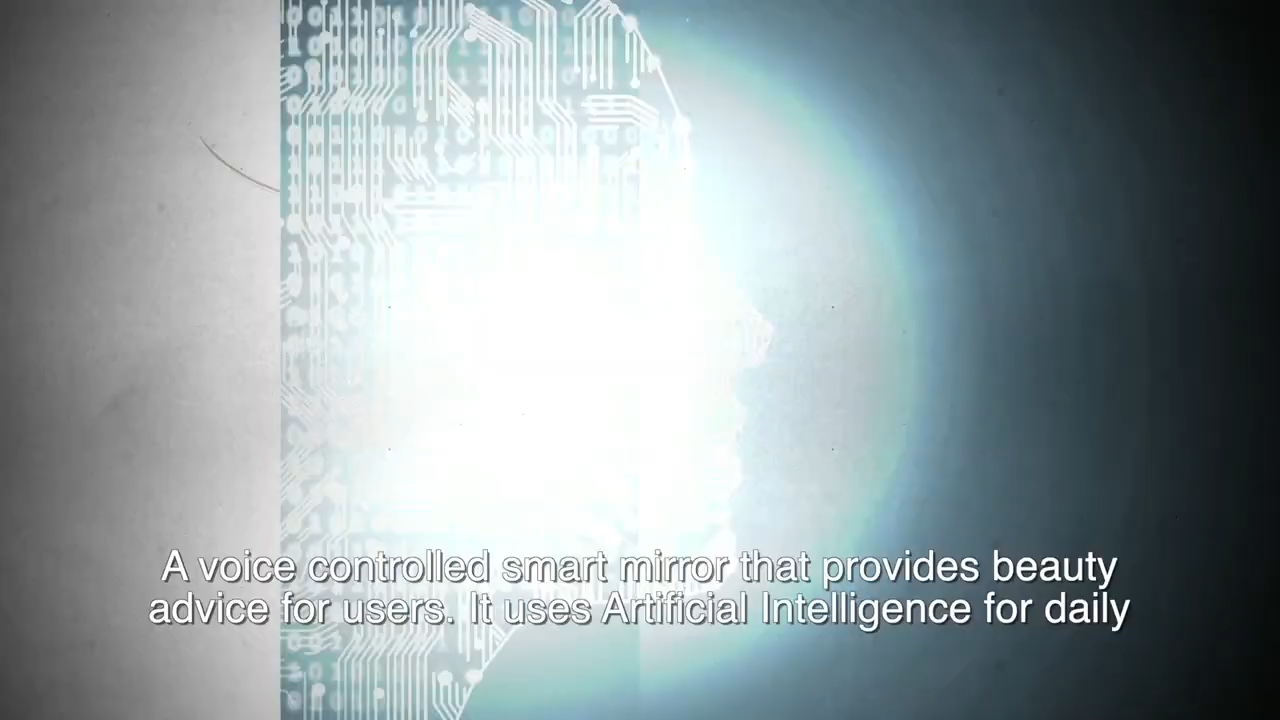 A voice controlled smart mirror that provides beauty
advice for users. It uses Artificial Intelligence for daily